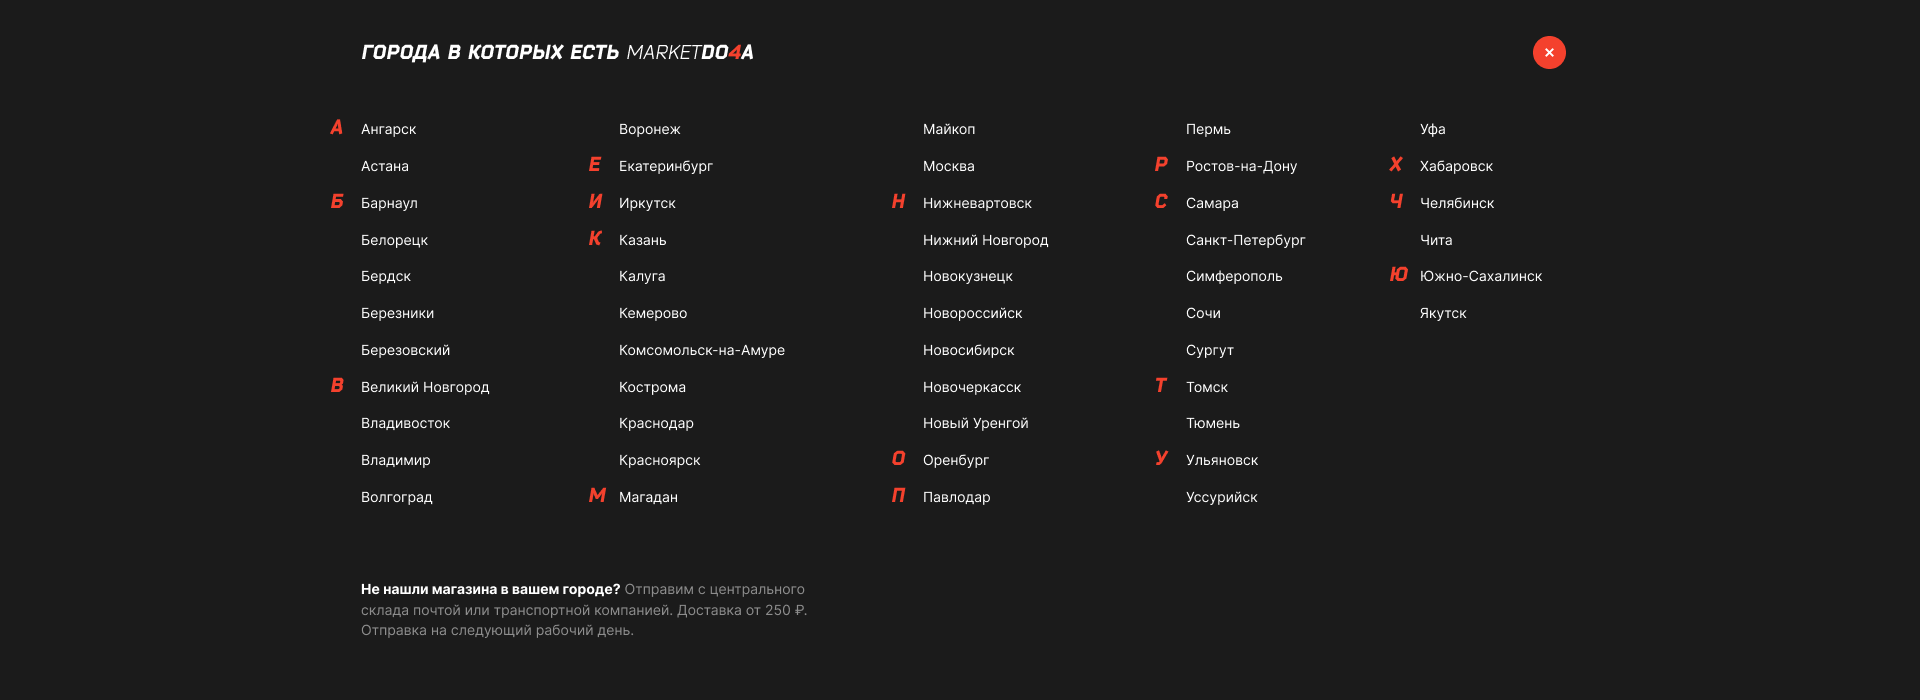 ГОРОДА В КОТОРЫХ ЕСТЬ MARKETDO4A
А Ангарск
Астана
Б Барнаул
Белорецк
Бердск
Березники
Березовский
В Великий Новгород
Владивосток
Владимир
Волгоград
Воронеж
Е Екатеринбург
И Иркутск
К Казань
Калуга
Кемерово
Комсомольск-на-Амуре
Кострома
Краснодар
Красноярск
М Магадан
Майкоп
Москва
Н Нижневартовск
Нижний Новгород
Новокузнецк
Новороссийск
Новосибирск
Новочеркасск
Новый Уренгой
О Оренбург
П Павлодар
Пермь
Р Ростов-на-Дону
С Самара
Санкт-Петербург
Симферополь
Сочи
Сургут
Т Томск
Тюмень
У Ульяновск
Уссурийск
Уфа
Х Хабаровск
Ч Челябинск
Чита
Ю Южно-Сахалинск
Якутск
Не нашли магазина в вашем городе? Отправим с центрального
склада почтой или транспортной компанией. Доставка от 250 ₽.
Отправка на следующий рабочий день.